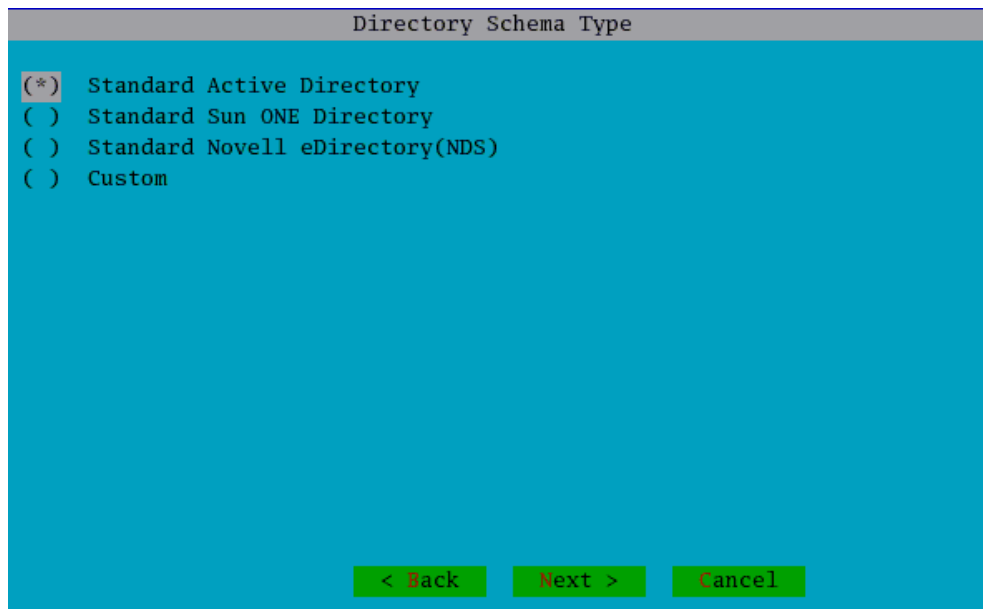 Directory Schema Type
(*) Standard Active Directory
( ) Standard Sun ONE Directory
( ) Standard Novell eDirectory(NDS)
( ) Custom
< Back Next > Cancel